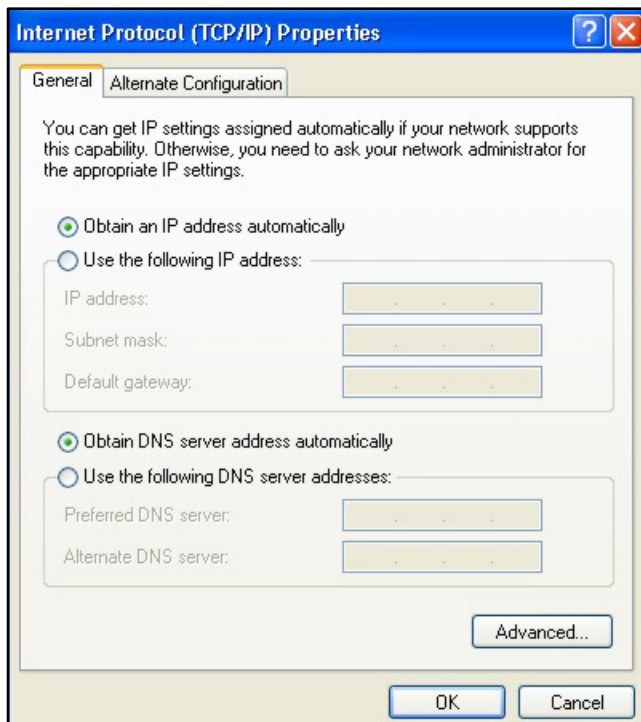 Internet Protocol (TCP/IP) Properties
General
Alternate Configuration
You can get IP settings assigned automatically if your network supports
this capability. Otherwise, you need to ask your network administrator for
the appropriate IP settings.
Obtain an IP address automatically
Use the following IP address:
IP address:
Subnet mask:
Default gateway:
Obtain DNS server address automatically
Use the following DNS server addresses:
Preferred DNS server:
Alternate DNS server:
Advanced...
OK
Cancel